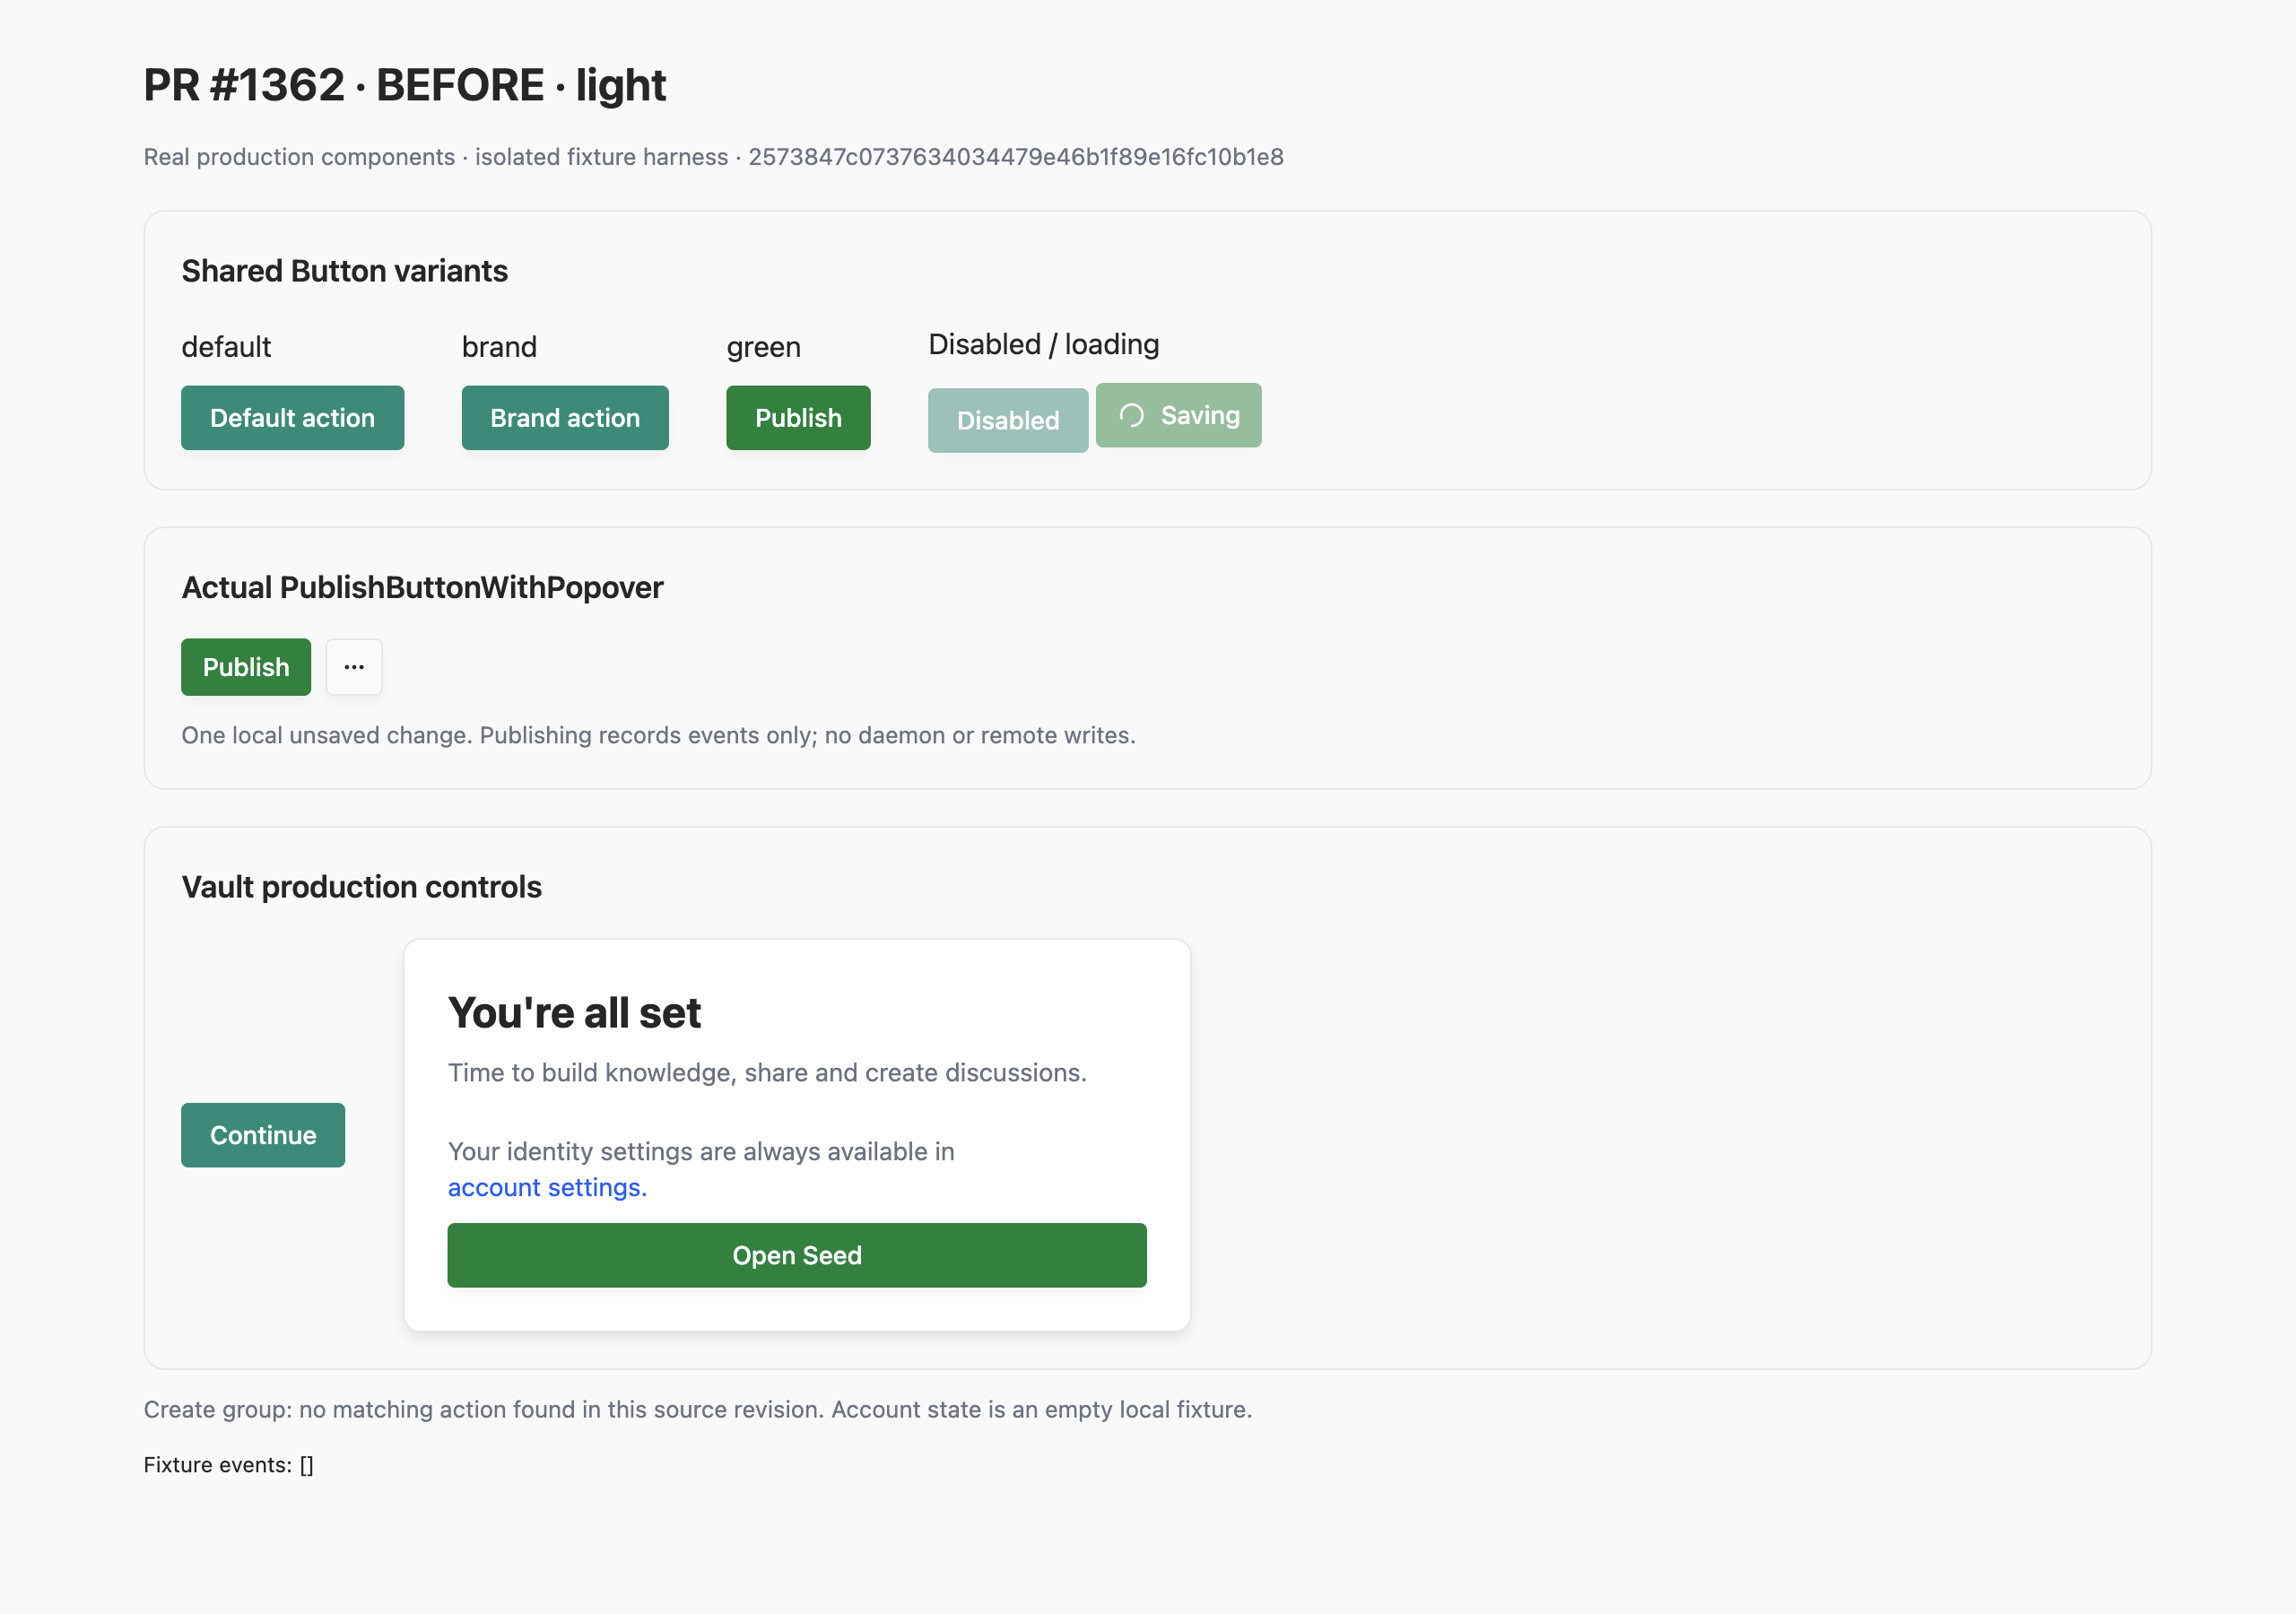 PR #1362 · BEFORE · light
Real production components · isolated fixture harness · 2573847c0737634034479e46b1f89e16fc10b1e8
Shared Button variants
default
brand
green
Disabled / loading
Default action
Brand action
Publish
Disabled
Saving
Actual PublishButtonWithPopover
Publish
···
One local unsaved change. Publishing records events only; no daemon or remote writes.
Vault production controls
Continue
You're all set
Time to build knowledge, share and create discussions.
Your identity settings are always available in
account settings.
Open Seed
Create group: no matching action found in this source revision. Account state is an empty local fixture.
Fixture events: []